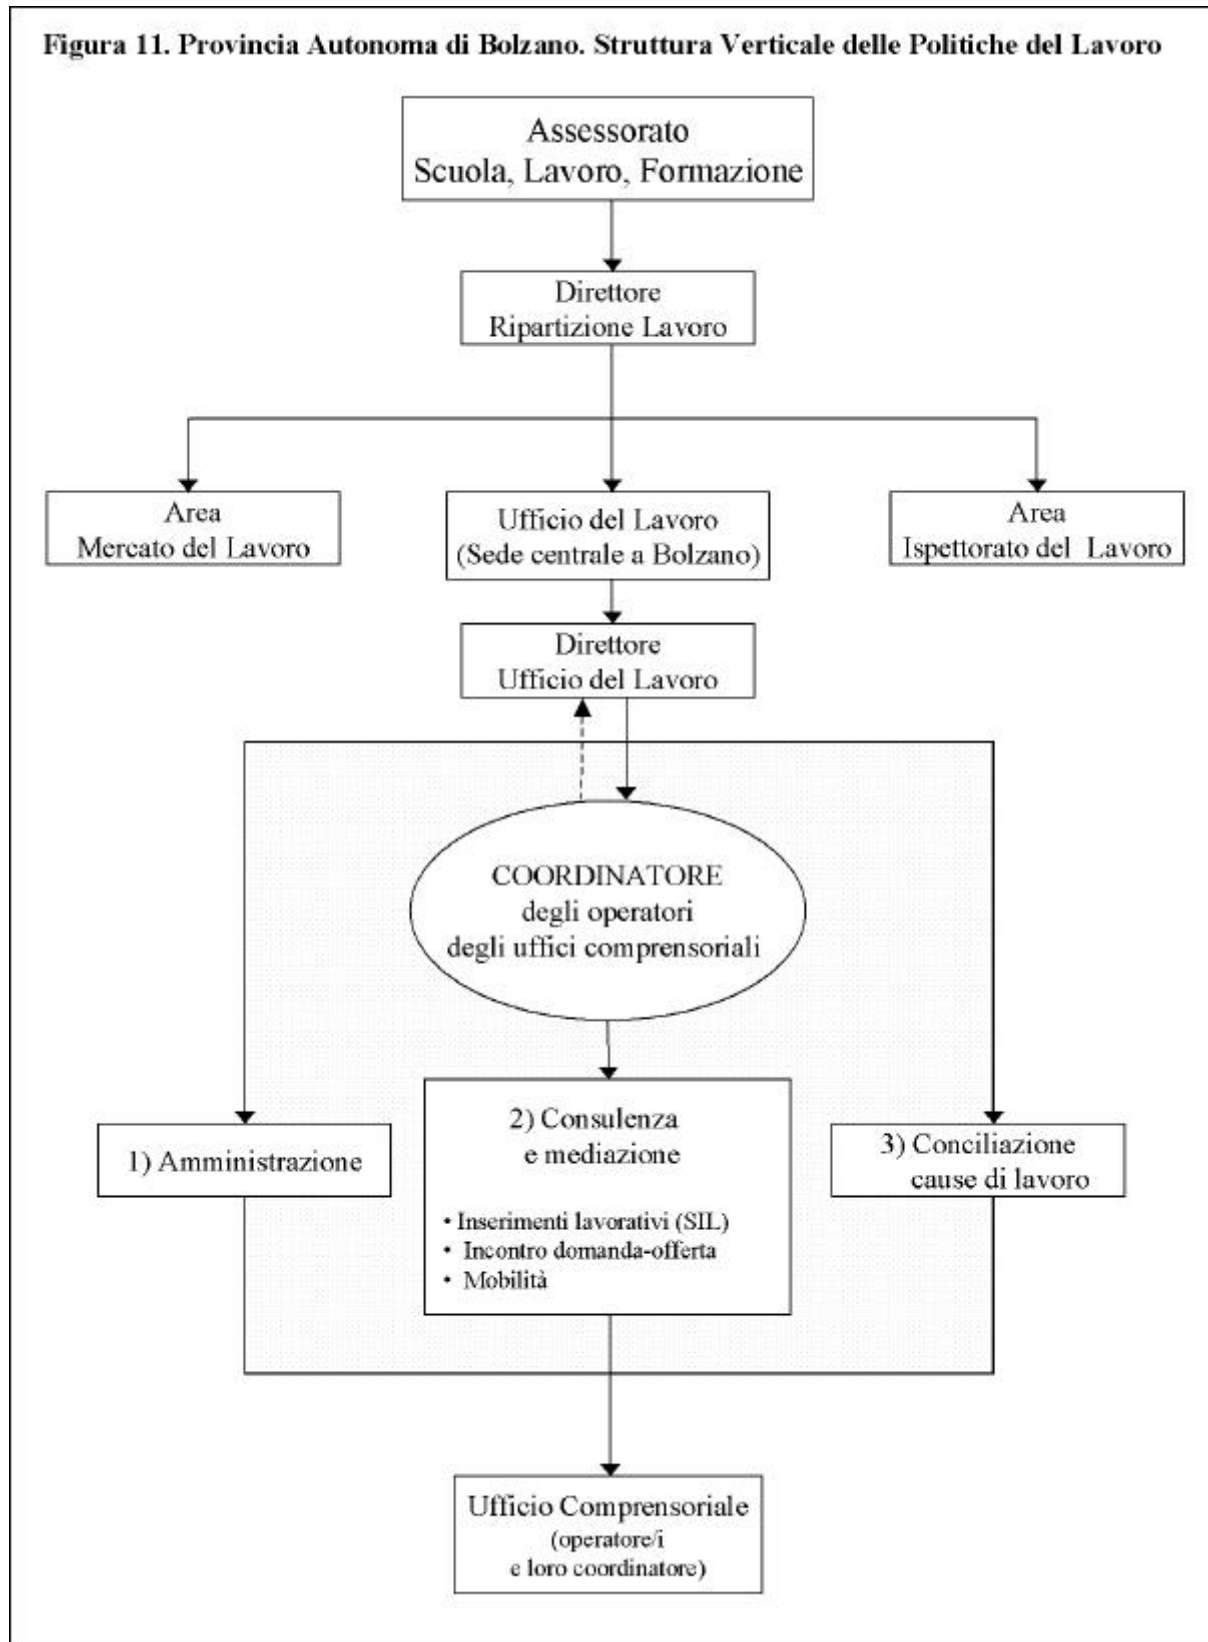 Figura 11. Provincia Autonoma di Bolzano. Struttura Verticale delle Politiche del Lavoro
Assessorato
Scuola, Lavoro, Formazione
Direttore
Ripartizione Lavoro
Area
Mercato del Lavoro
Ufficio del Lavoro
(Sede centrale a Bolzano)
Area
Ispettorato del Lavoro
Direttore
Ufficio del Lavoro
COORDINATORE
degli operatori
degli uffici comprensoriali
1) Amministrazione
2) Consulenza
e mediazione
• Inserimenti lavorativi (SIL)
• Incontro domanda-offerta
• Mobilità
3) Conciliazione
cause di lavoro
Ufficio Comprensoriale
(operatore/i
e loro coordinatore)